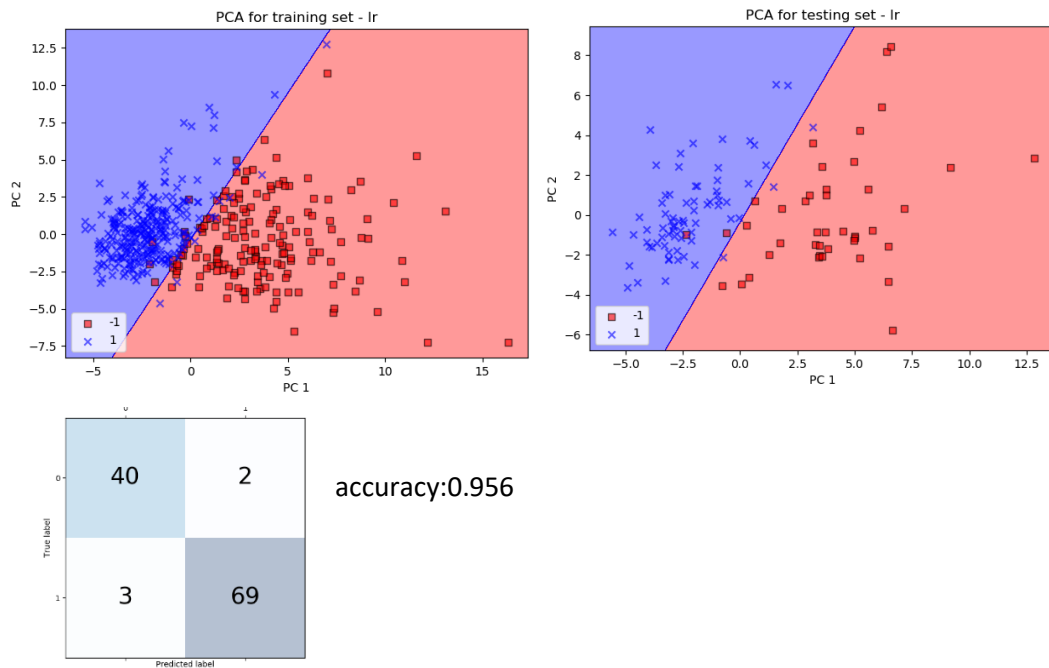 PCA for training set - lr
12.5
10.0
7.5
5.0
2.5
0.0
−2.5
−5.0
−7.5
PC 2
-1
1
−5 0 5 10 15
PC 1
PCA for testing set - lr
8
6
4
2
0
−2
−4
−6
PC 2
-1
1
−5.0 −2.5 0.0 2.5 5.0 7.5 10.0 12.5
PC 1
0 1
0
1
True label
40 2
3 69
Predicted label
accuracy:0.956